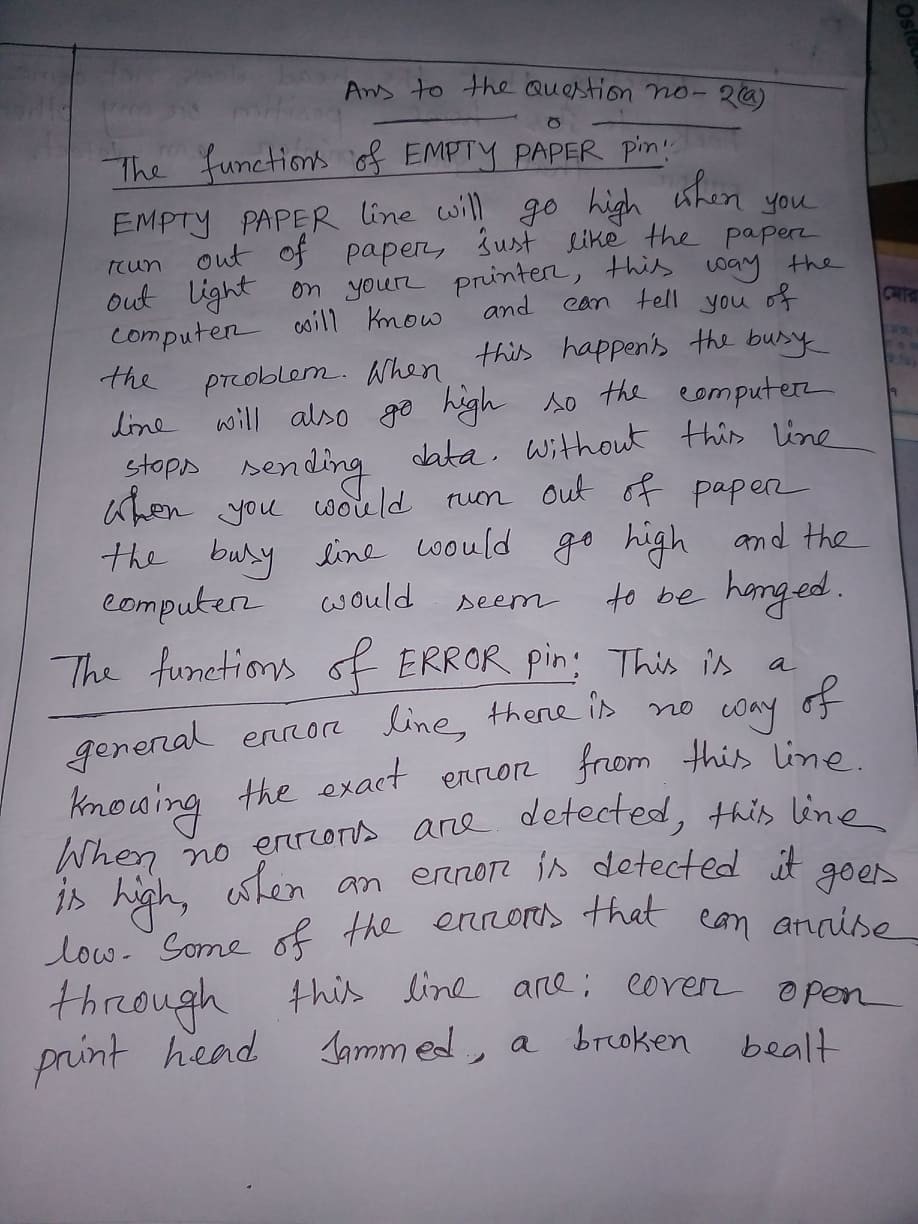 Ans to the Question no- 2(a)
The functions of EMPTY PAPER pin:
EMPTY PAPER line will go high when you
run out of paper, just like the paper
out light on your printer, this way the
computer will know and can tell you of
the problem. When this happen's the busy
line will also go high so the computer
stops sending data. Without this line
when you would run out of paper
the busy line would go high and the
computer would seem to be hanged.
The functions of ERROR pin: This is a
general error line, there is no way of
knowing the exact error from this line.
When no errors are detected, this line
is high, when an error is detected it goes
low. Some of the errors that can arrise
through this line are: cover open
print head Jammed, a broken bealt